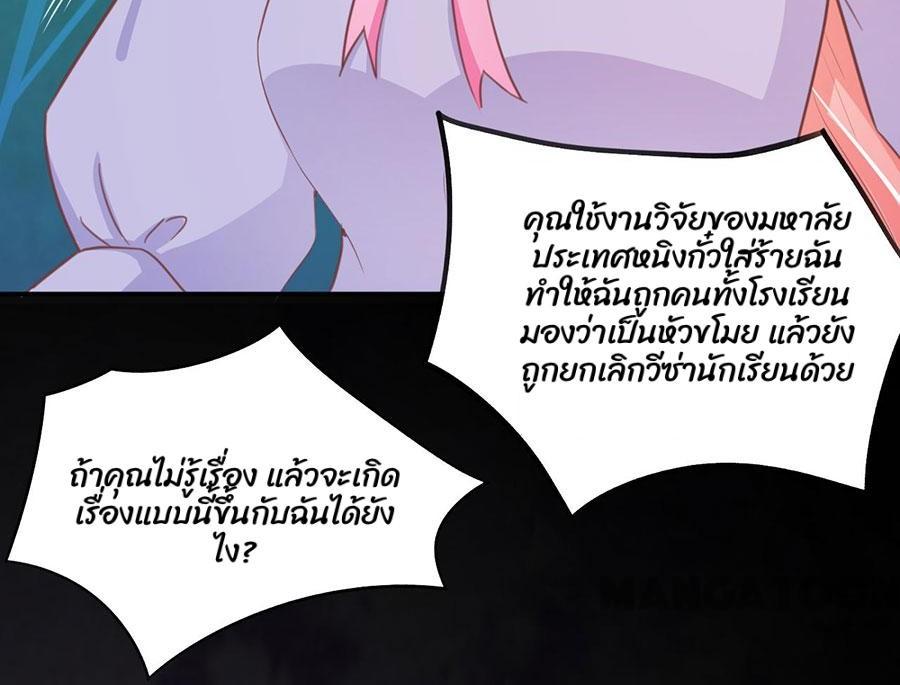 คุณใช้งานวิจัยของมหาลัย
ประเทศหนิงกั๋วใส่ร้ายฉัน
ทำให้ฉันถูกคนทั้งโรงเรียน
มองว่าเป็นหัวขโมย แล้วยัง
ถูกยกเลิกวีซ่านักเรียนด้วย
ถ้าคุณไม่รู้เรื่อง แล้วจะเกิด
เรื่องแบบนี้ขึ้นกับฉันได้ยัง
ไง?
MANGATOON